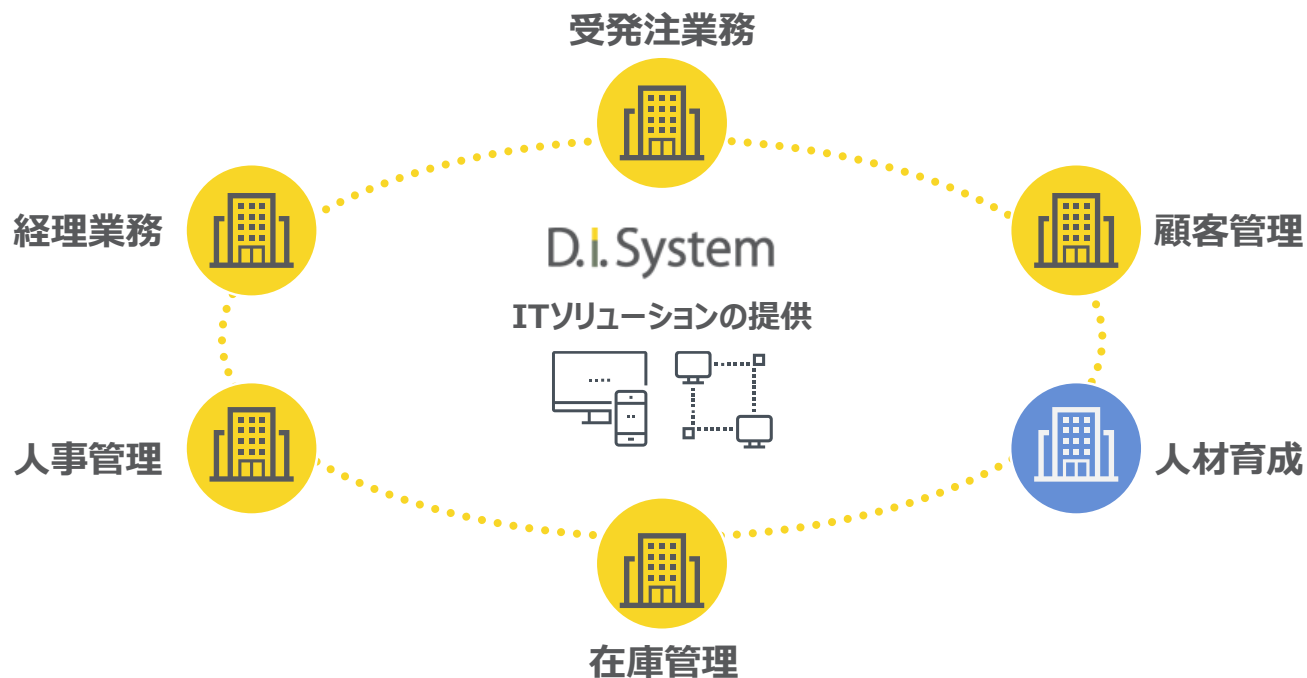 受発注業務
経理業務
顧客管理
D.i.System
ITソリューションの提供
人事管理
人材育成
在庫管理